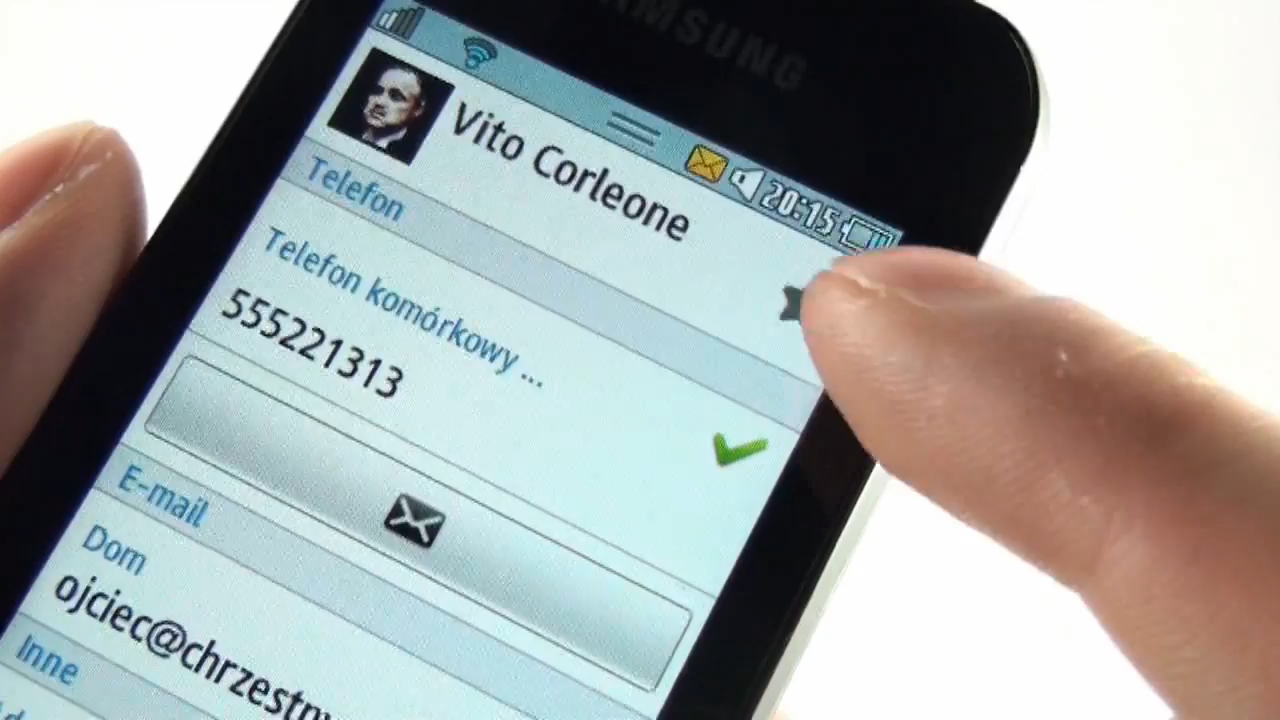 SAMSUNG
20:15
Vito Corleone
Telefon
Telefon komórkowy ...
555221313
E-mail
Dom
ojciec@chrzestny
Inne